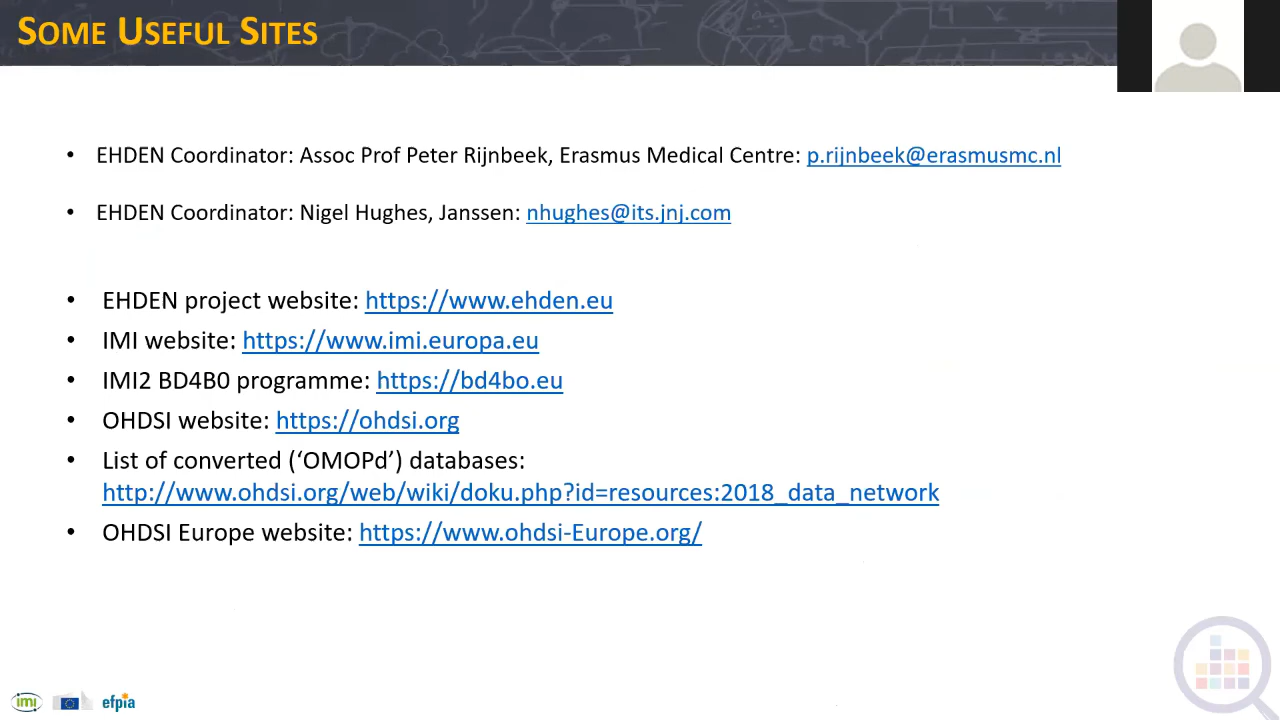 SOME USEFUL SITES
• EHDEN Coordinator: Assoc Prof Peter Rijnbeek, Erasmus Medical Centre: p.rijnbeek@erasmusmc.nl
• EHDEN Coordinator: Nigel Hughes, Janssen: nhughes@its.jnj.com
• EHDEN project website: https://www.ehden.eu
• IMI website: https://www.imi.europa.eu
• IMI2 BD4B0 programme: https://bd4bo.eu
• OHDSI website: https://ohdsi.org
• List of converted (‘OMOPd’) databases:
http://www.ohdsi.org/web/wiki/doku.php?id=resources:2018_data_network
• OHDSI Europe website: https://www.ohdsi-Europe.org/
imi
efpia